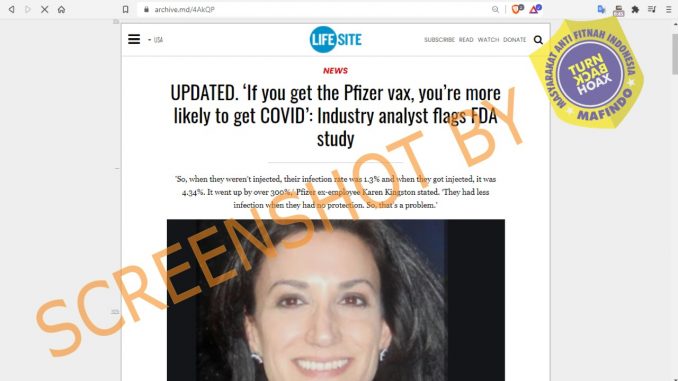 archive.md/4AkQP
USA
LIFE SITE
SUBSCRIBE READ WATCH DONATE
NEWS
UPDATED. ‘If you get the Pfizer vax, you’re more
likely to get COVID’: Industry analyst flags FDA
study
'So, when they weren't injected, their infection rate was 1.3% and when they got injected, it was
4.34%. It went up by over 300%,' Pfizer ex-employee Karen Kingston stated. 'They had less
infection when they had no protection. So, that's a problem.'
SCREENSHOT BY
MASYARAKAT ANTI FITNAH INDONESIA
TURN
BACK
HOAX
MAFINDO